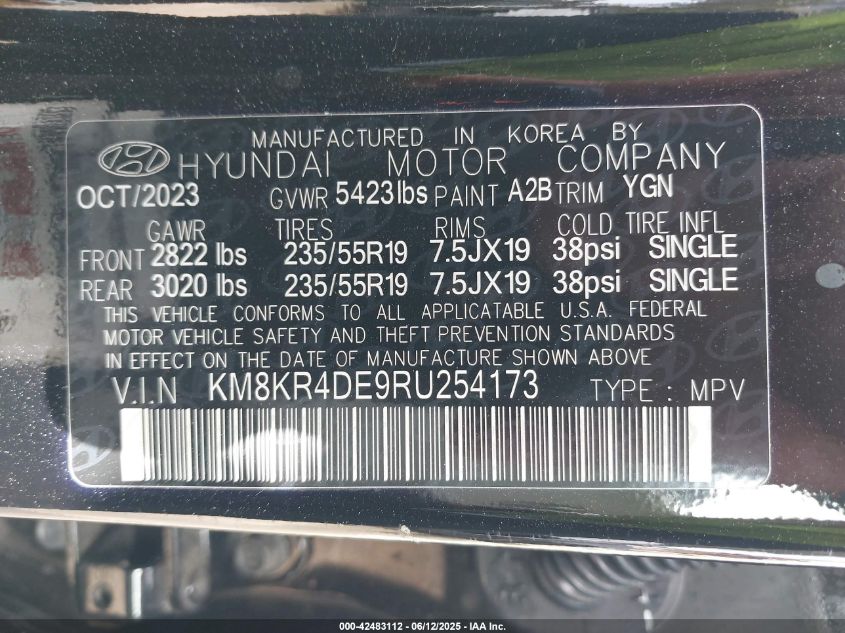 MANUFACTURED IN KOREA BY
HYUNDAI MOTOR COMPANY
OCT/2023 GVWR 5423lbs PAINT A2B TRIM YGN
GAWR TIRES RIMS COLD TIRE INFL
FRONT 2822 lbs 235/55R19 7.5JX19 38psi SINGLE
REAR 3020 lbs 235/55R19 7.5JX19 38psi SINGLE
THIS VEHICLE CONFORMS TO ALL APPLICATABLE U.S.A. FEDERAL
MOTOR VEHICLE SAFETY AND THEFT PREVENTION STANDARDS
IN EFFECT ON THE DATE OF MANUFACTURE SHOWN ABOVE
V.I.N KM8KR4DE9RU254173 TYPE : MPV
000-42483112 - 06/12/2025 - IAA Inc.